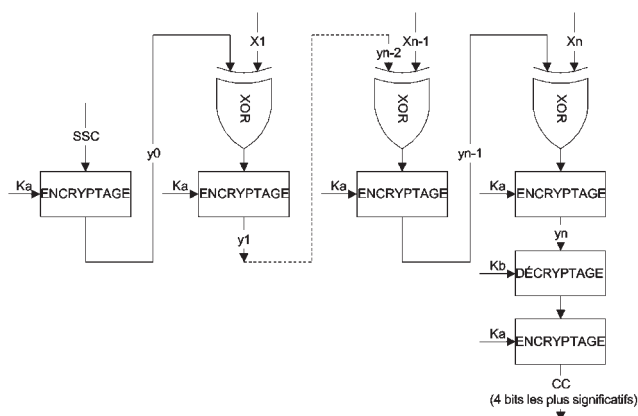 X1
yn-2
Xn-1
Xn
XOR
XOR
XOR
SSC
y0
yn-1
Ka
ENCRYPTAGE
Ka
ENCRYPTAGE
Ka
ENCRYPTAGE
Ka
ENCRYPTAGE
y1
yn
Kb
DÉCRYPTAGE
Ka
ENCRYPTAGE
CC
(4 bits les plus significatifs)